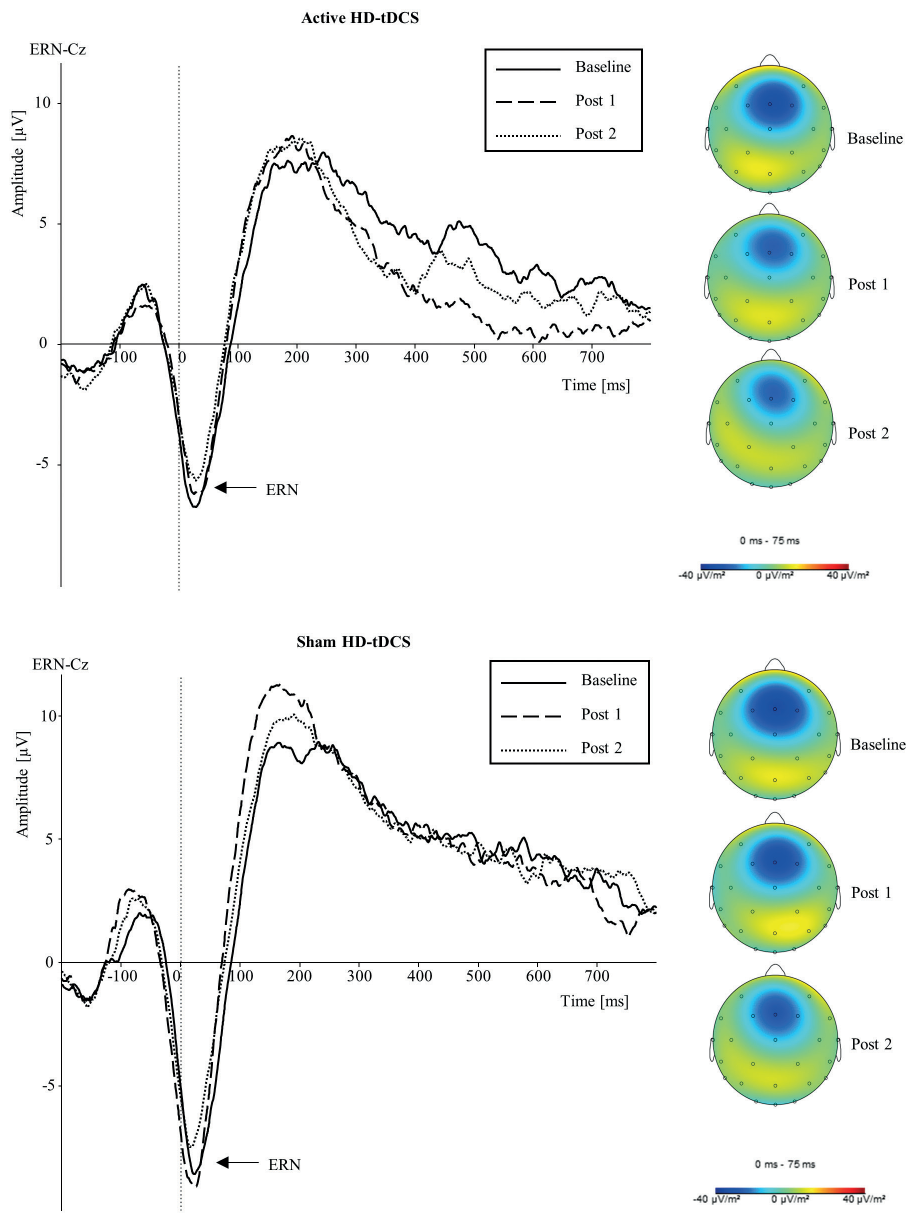 Active HD-tDCS
ERN-Cz
Amplitude [µV]
10
5
0
-5
-100
0
100
200
300
400
500
600
700
Time [ms]
Baseline
Post 1
Post 2
ERN
Baseline
Post 1
Post 2
0 ms - 75 ms
-40 µV/m² 0 µV/m² 40 µV/m²
Sham HD-tDCS
ERN-Cz
Amplitude [µV]
10
5
0
-5
-100
0
100
200
300
400
500
600
700
Time [ms]
Baseline
Post 1
Post 2
ERN
Baseline
Post 1
Post 2
0 ms - 75 ms
-40 µV/m² 0 µV/m² 40 µV/m²